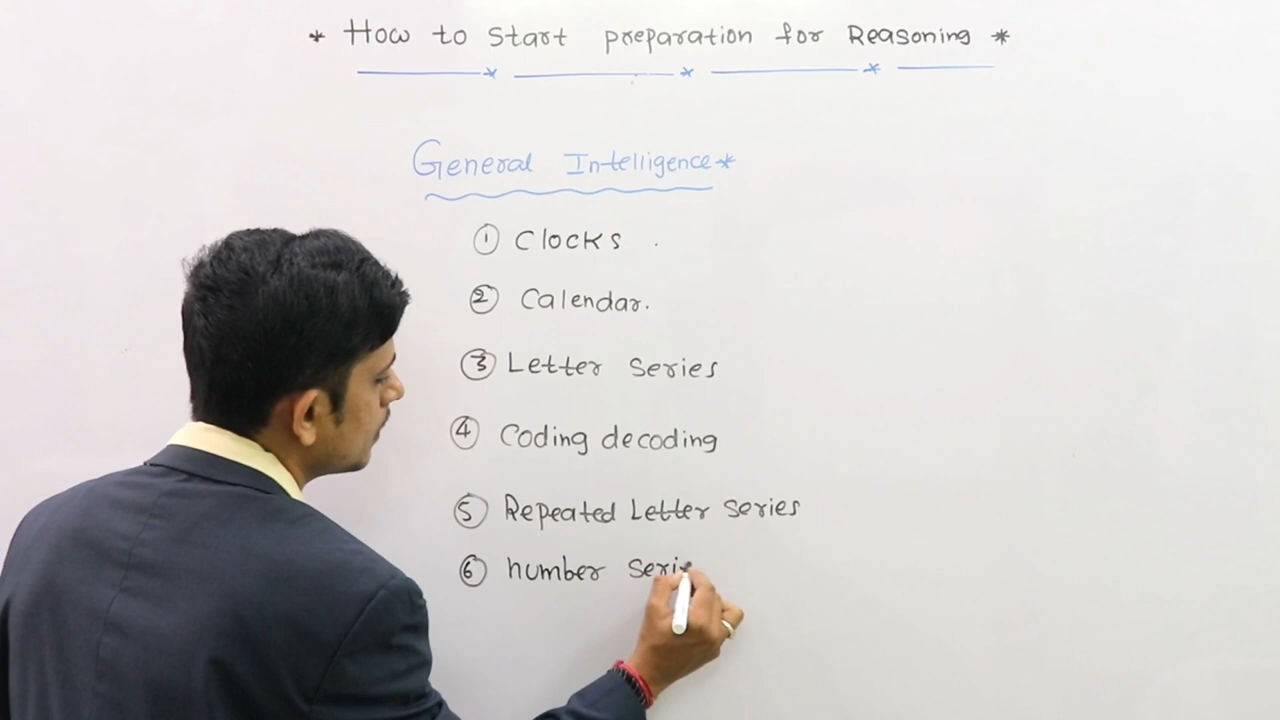 * How to Start preparation for Reasoning *
General Intelligence *
① Clocks
② Calendar.
③ Letter Series
④ Coding decoding
⑤ Repeated Letter Series
⑥ number Serie